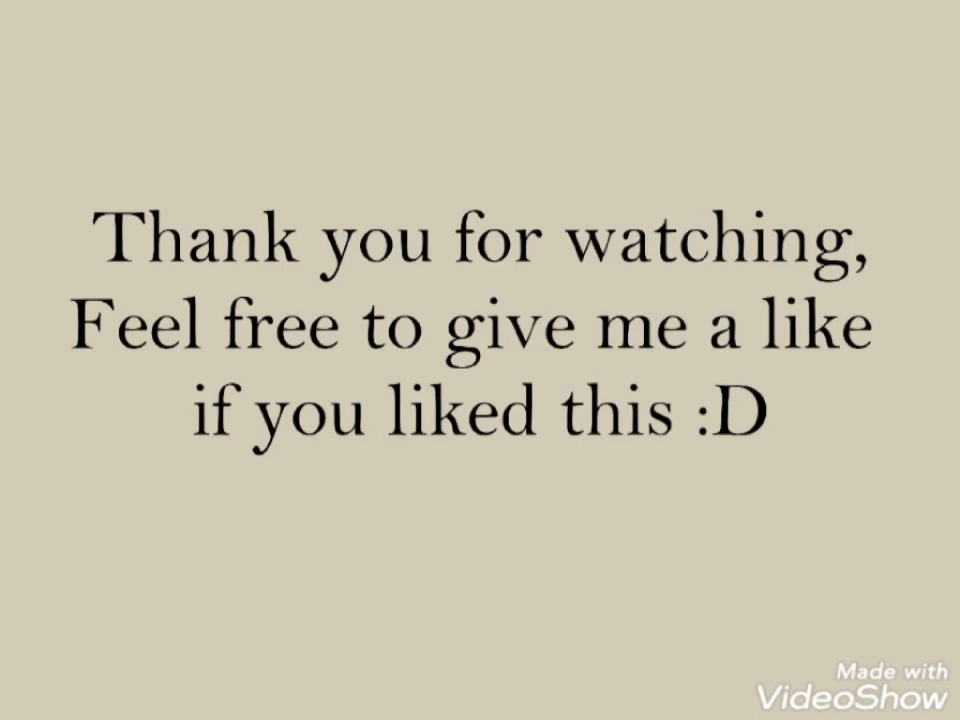 Thank you for watching,
Feel free to give me a like
if you liked this :D
Made with
VideoShow